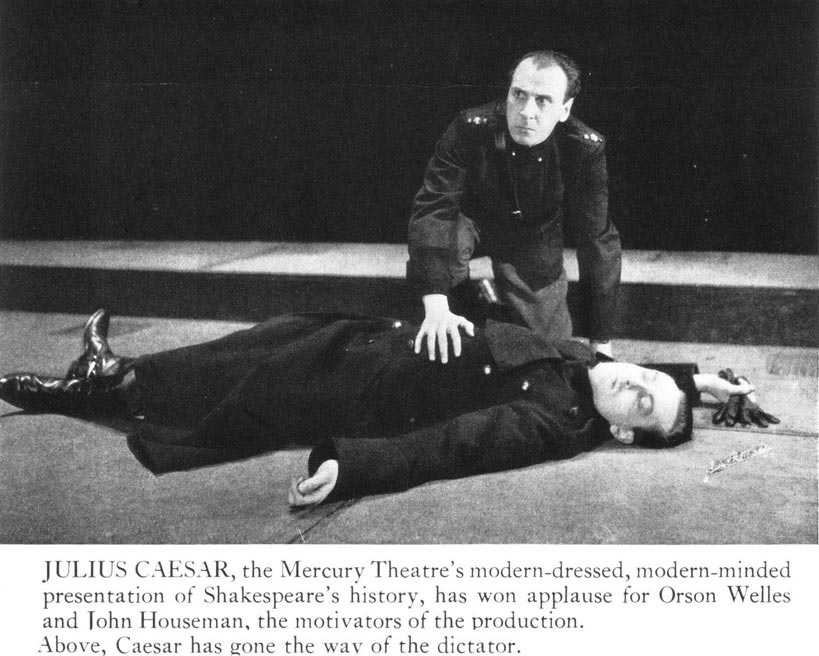 JULIUS CAESAR, the Mercury Theatre's modern-dressed, modern-minded
presentation of Shakespeare's history, has won applause for Orson Welles
and John Houseman, the motivators of the production.
Above, Caesar has gone the way of the dictator.